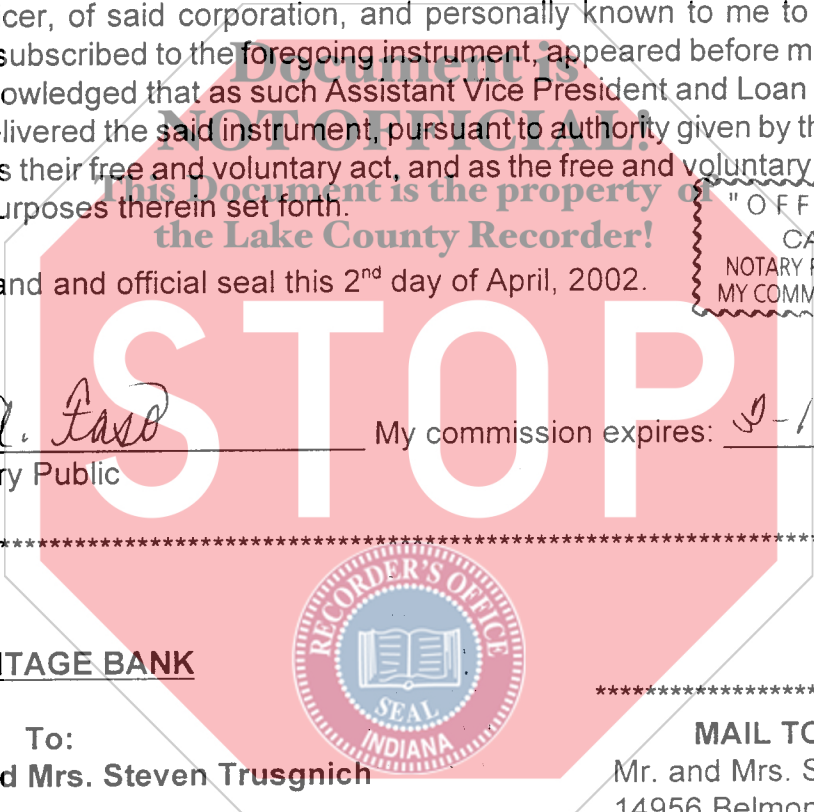 cer, of said corporation, and personally known to me to
subscribed to the foregoing instrument, appeared before m
owledged that as such Assistant Vice President and Loan
livered the said instrument, pursuant to authority given by th
s their free and voluntary act, and as the free and voluntary
urposes therein set forth.
Document is
NOT OFFICIAL!
This Document is the property of
the Lake County Recorder!
"OFF
CA
NOTARY P
MY COMM
and and official seal this 2nd day of April, 2002.
STOP
My commission expires:
ry Public
********************************************************************************
RECORDER'S OFFICE
SEAL
INDIANA
ITAGE BANK
*********************
To:
d Mrs. Steven Trusgnich
MAIL TO
Mr. and Mrs. S
14956 Belmon